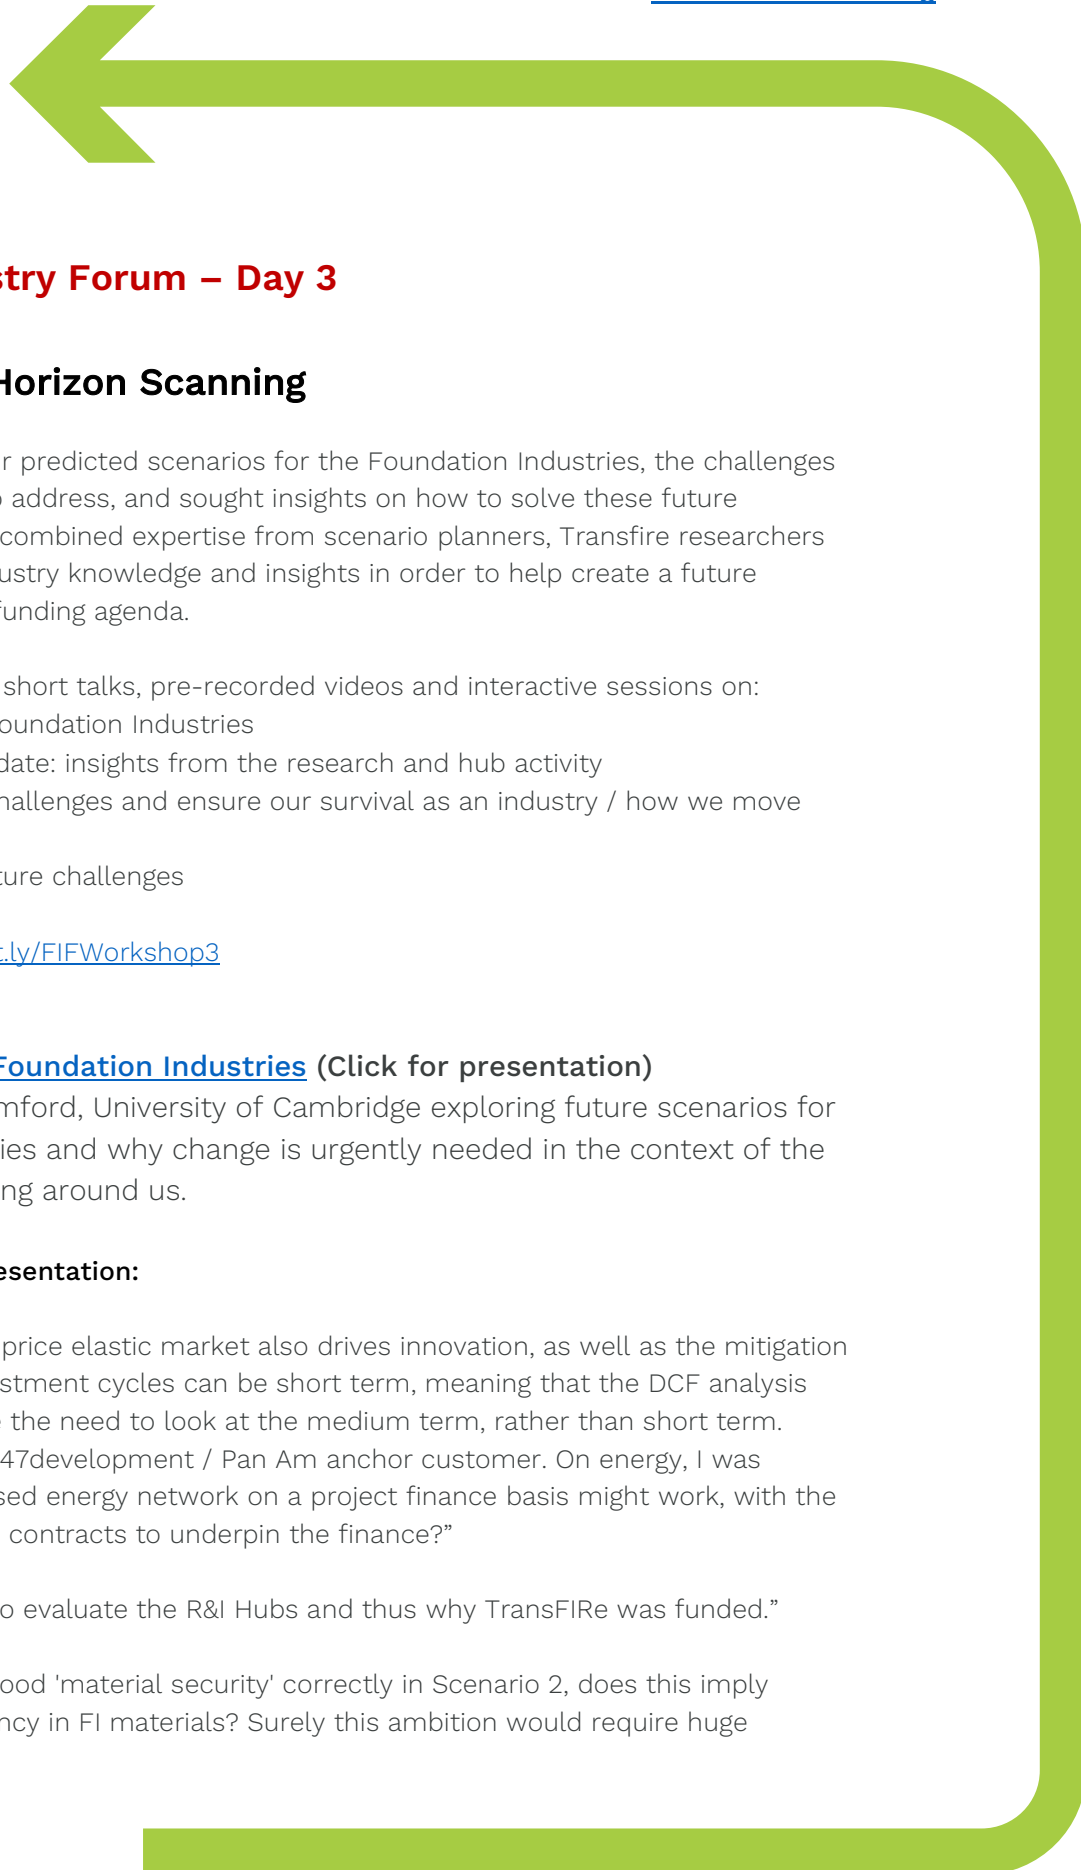 stry Forum – Day 3
Horizon Scanning
r predicted scenarios for the Foundation Industries, the challenges
address, and sought insights on how to solve these future
combined expertise from scenario planners, Transfire researchers
ustry knowledge and insights in order to help create a future
funding agenda.
short talks, pre-recorded videos and interactive sessions on:
oundation Industries
date: insights from the research and hub activity
hallenges and ensure our survival as an industry / how we move
ture challenges
t.ly/FIFWorkshop3
Foundation Industries (Click for presentation)
mford, University of Cambridge exploring future scenarios for
ies and why change is urgently needed in the context of the
ng around us.
esentation:
price elastic market also drives innovation, as well as the mitigation
stment cycles can be short term, meaning that the DCF analysis
e the need to look at the medium term, rather than short term.
47development / Pan Am anchor customer. On energy, I was
sed energy network on a project finance basis might work, with the
contracts to underpin the finance?”
o evaluate the R&I Hubs and thus why TransFIRe was funded.”
ood 'material security' correctly in Scenario 2, does this imply
ncy in FI materials? Surely this ambition would require huge